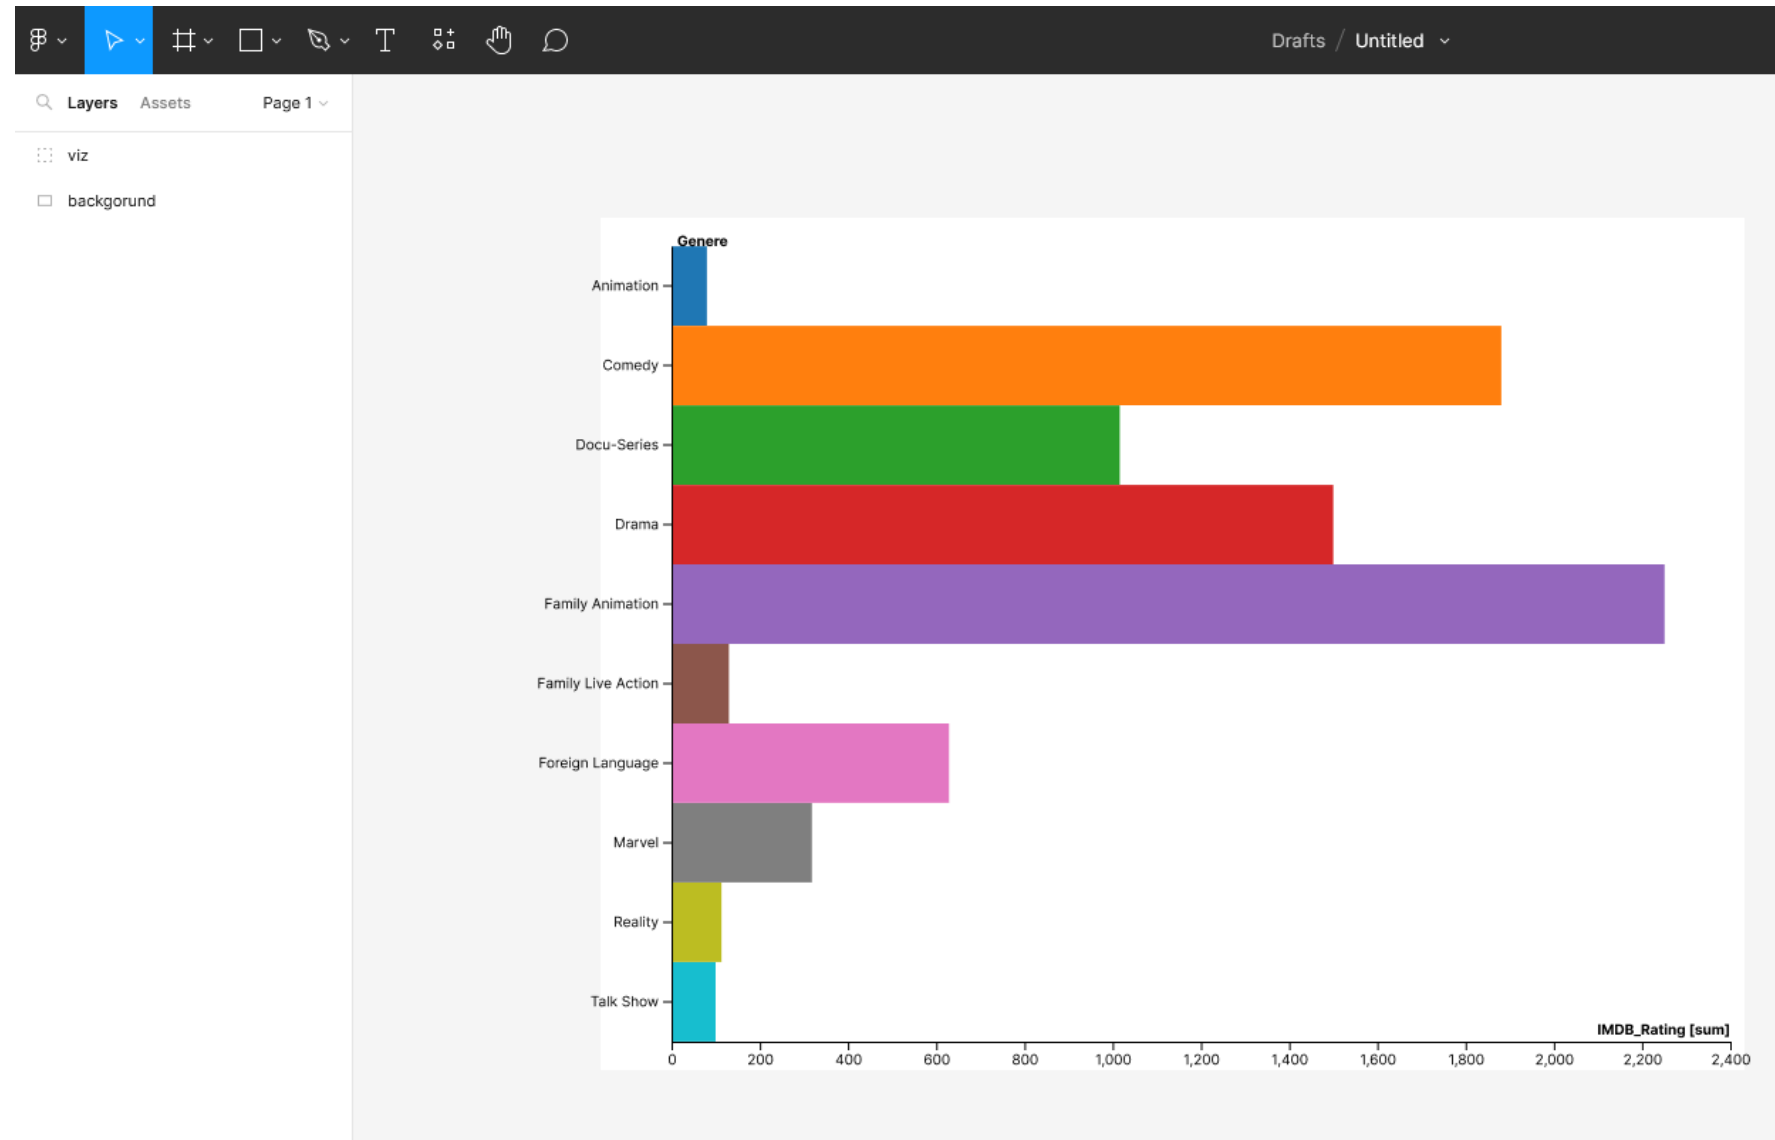 Drafts / Untitled
Layers Assets Page 1
viz
backgorund
Genere
Animation
Comedy
Docu-Series
Drama
Family Animation
Family Live Action
Foreign Language
Marvel
Reality
Talk Show
IMDB_Rating [sum]
0 200 400 600 800 1,000 1,200 1,400 1,600 1,800 2,000 2,200 2,400